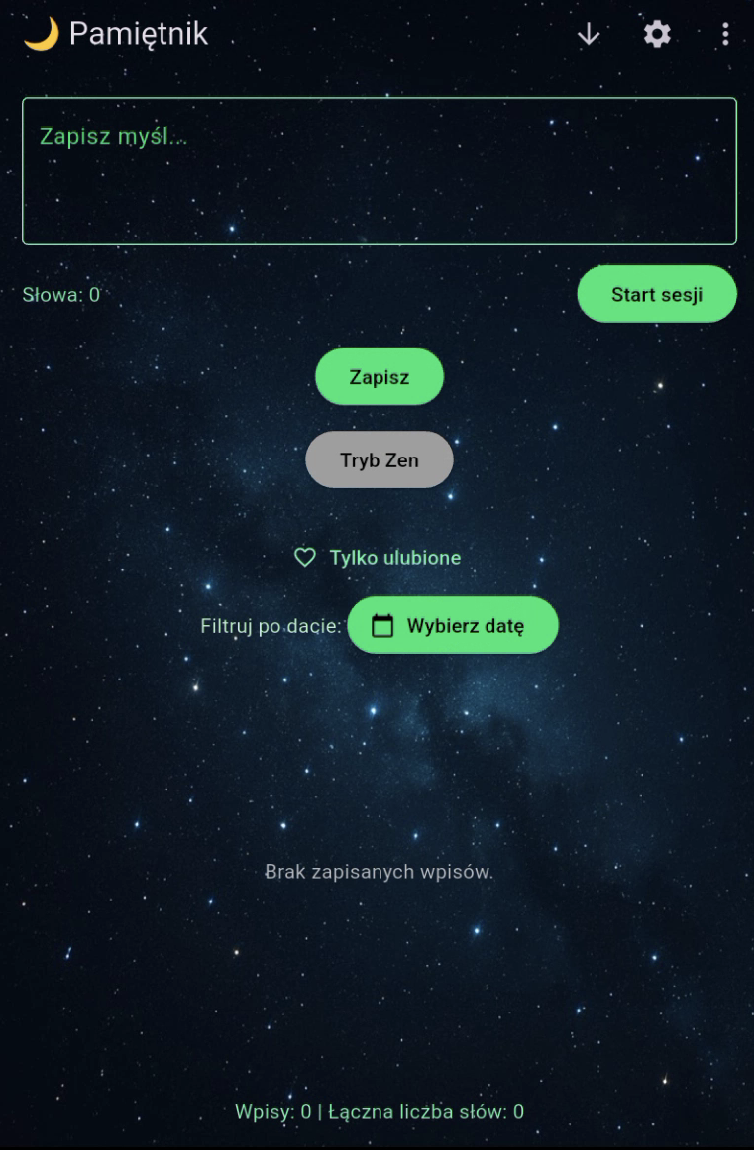 🌙 Pamiętnik
Zapisz myśl...
Słowa: 0
Start sesji
Zapisz
Tryb Zen
Tylko ulubione
Filtruj po dacie: Wybierz datę
Brak zapisanych wpisów.
Wpisy: 0 | Łączna liczba słów: 0